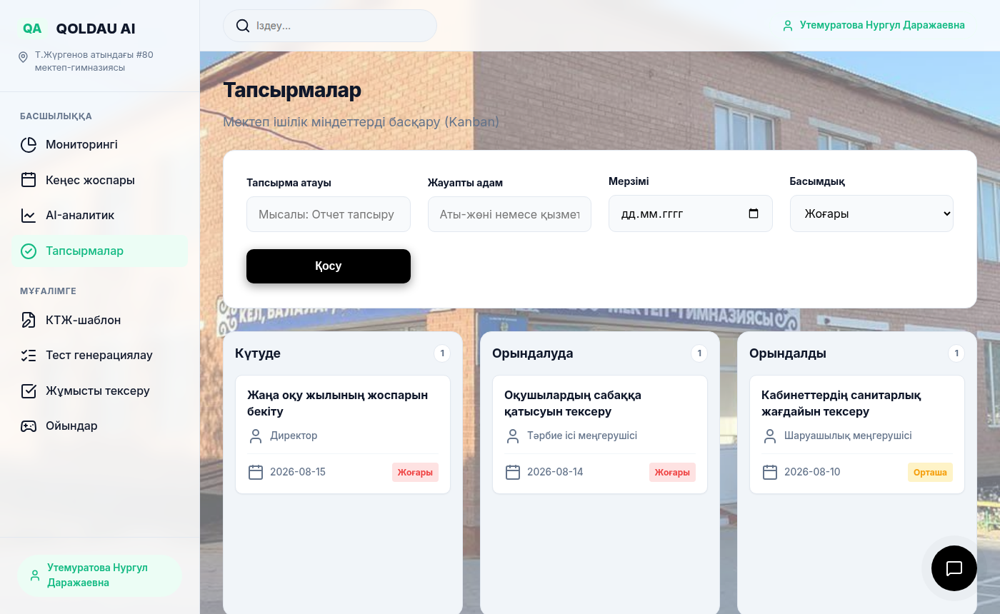 QA QOLDAU AI
Т.Жүргенов атындағы #80
мектеп-гимназиясы
БАСШЫЛЫҚҚА
Мониторингі
Кеңес жоспары
AI-аналитик
Тапсырмалар
МҰҒАЛІМГЕ
КТЖ-шаблон
Тест генерациялау
Жұмысты тексеру
Ойындар
Утемуратова Нургул
Даражаевна
Іздеу...
Утемуратова Нургул Даражаевна
Тапсырмалар
Мектеп ішілік міндеттерді басқару (Kanban)
Тапсырма атауы
Мысалы: Отчет тапсыру
Жауапты адам
Аты-жөні немесе қызмет
Мерзімі
дд.мм.гггг
Басымдық
Жоғары
Қосу
МЕКТЕП-ГИМНАЗИЯСЫ
Күтуде 1
Жаңа оқу жылының жоспарын
бекіту
Директор
2026-08-15 Жоғары
Орындалуда 1
Оқушылардың сабаққа
қатысуын тексеру
Тәрбие ісі меңгерушісі
2026-08-14 Жоғары
Орындалды 1
Кабинеттердің санитарлық
жағдайын тексеру
Шаруашылық меңгерушісі
2026-08-10 Орташа